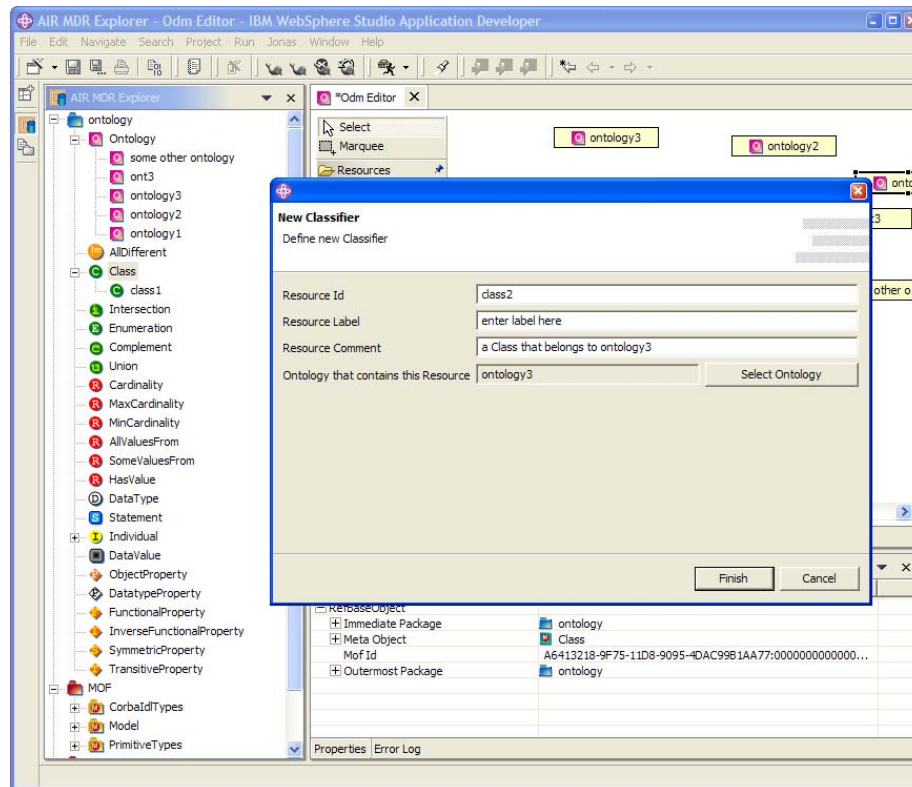 AIR MDR Explorer - Odm Editor - IBM WebSphere Studio Application Developer
File Edit Navigate Search Project Run Jonas Window Help
AIR MDR Explorer
*Odm Editor
ontology
Ontology
some other ontology
ont3
ontology3
ontology2
ontology1
AllDifferent
Class
class1
Intersection
Enumeration
Complement
Union
Cardinality
MaxCardinality
MinCardinality
AllValuesFrom
SomeValuesFrom
HasValue
DataType
Statement
Individual
DataValue
ObjectProperty
DatatypeProperty
FunctionalProperty
InverseFunctionalProperty
SymmetricProperty
TransitiveProperty
MOF
CorbaIdlTypes
Model
PrimitiveTypes
Select
Marquee
Resources
ontology3
ontology2
onto
3
other o
New Classifier
Define new Classifier
Resource Id class2
Resource Label enter label here
Resource Comment a Class that belongs to ontology3
Ontology that contains this Resource ontology3 Select Ontology
Finish Cancel
RefBaseObject
Immediate Package ontology
Meta Object Class
Mof Id A6413218-9F75-11D8-9095-4DAC99B1AA77:0000000000000...
Outermost Package ontology
Properties Error Log